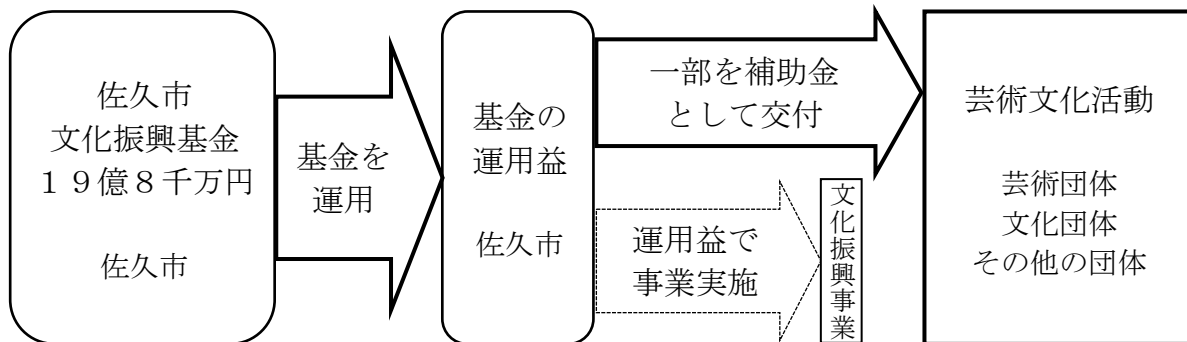 佐久市
文化振興基金
１９億８千万円
佐久市
基金を
運用
基金の
運用益
佐久市
一部を補助金
として交付
運用益で
事業実施
文化振興事業
芸術文化活動
芸術団体
文化団体
その他の団体